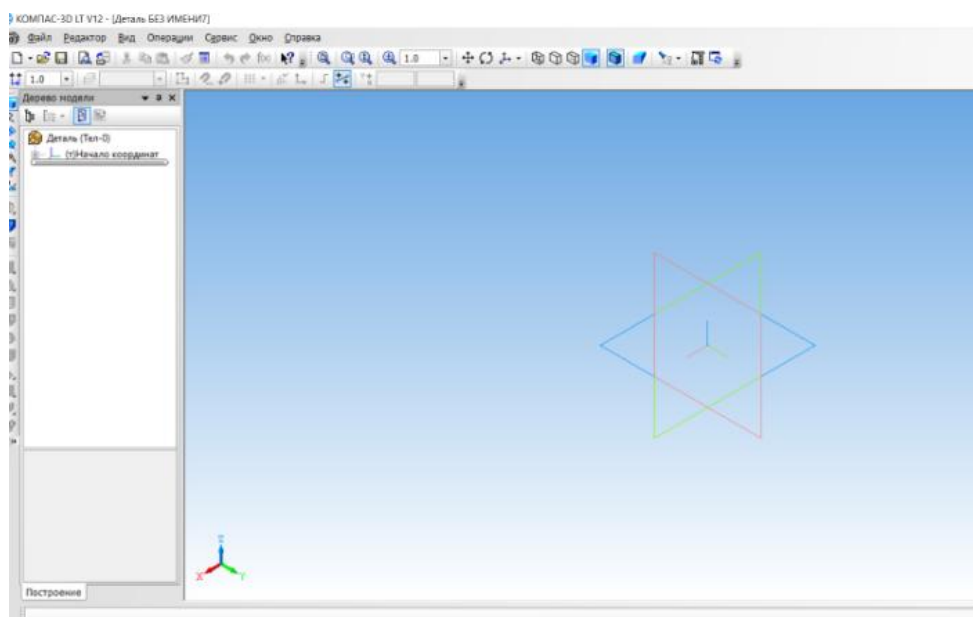 КОМПАС-3D LT V12 - [Деталь БЕЗ ИМЕНИ7]
Файл Редактор Вид Операции Сервис Окно Справка
1.0
1.0
Дерево модели
Деталь (Тел-0)
(т)Начало координат
Z
X
Y
Построение